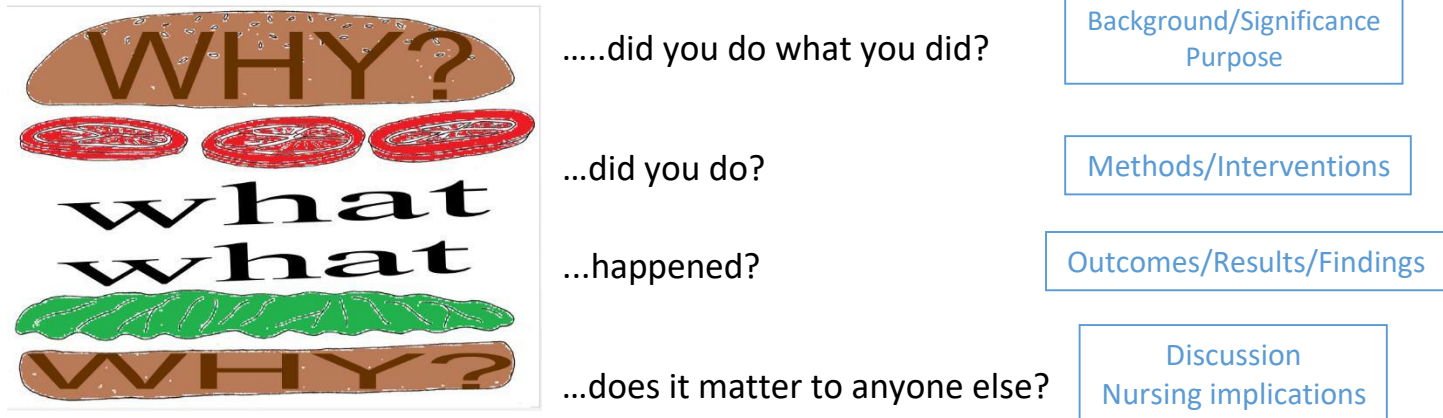 WHY?
…..did you do what you did?
Background/Significance
Purpose
what
…did you do?
Methods/Interventions
what
...happened?
Outcomes/Results/Findings
WHY?
…does it matter to anyone else?
Discussion
Nursing implications